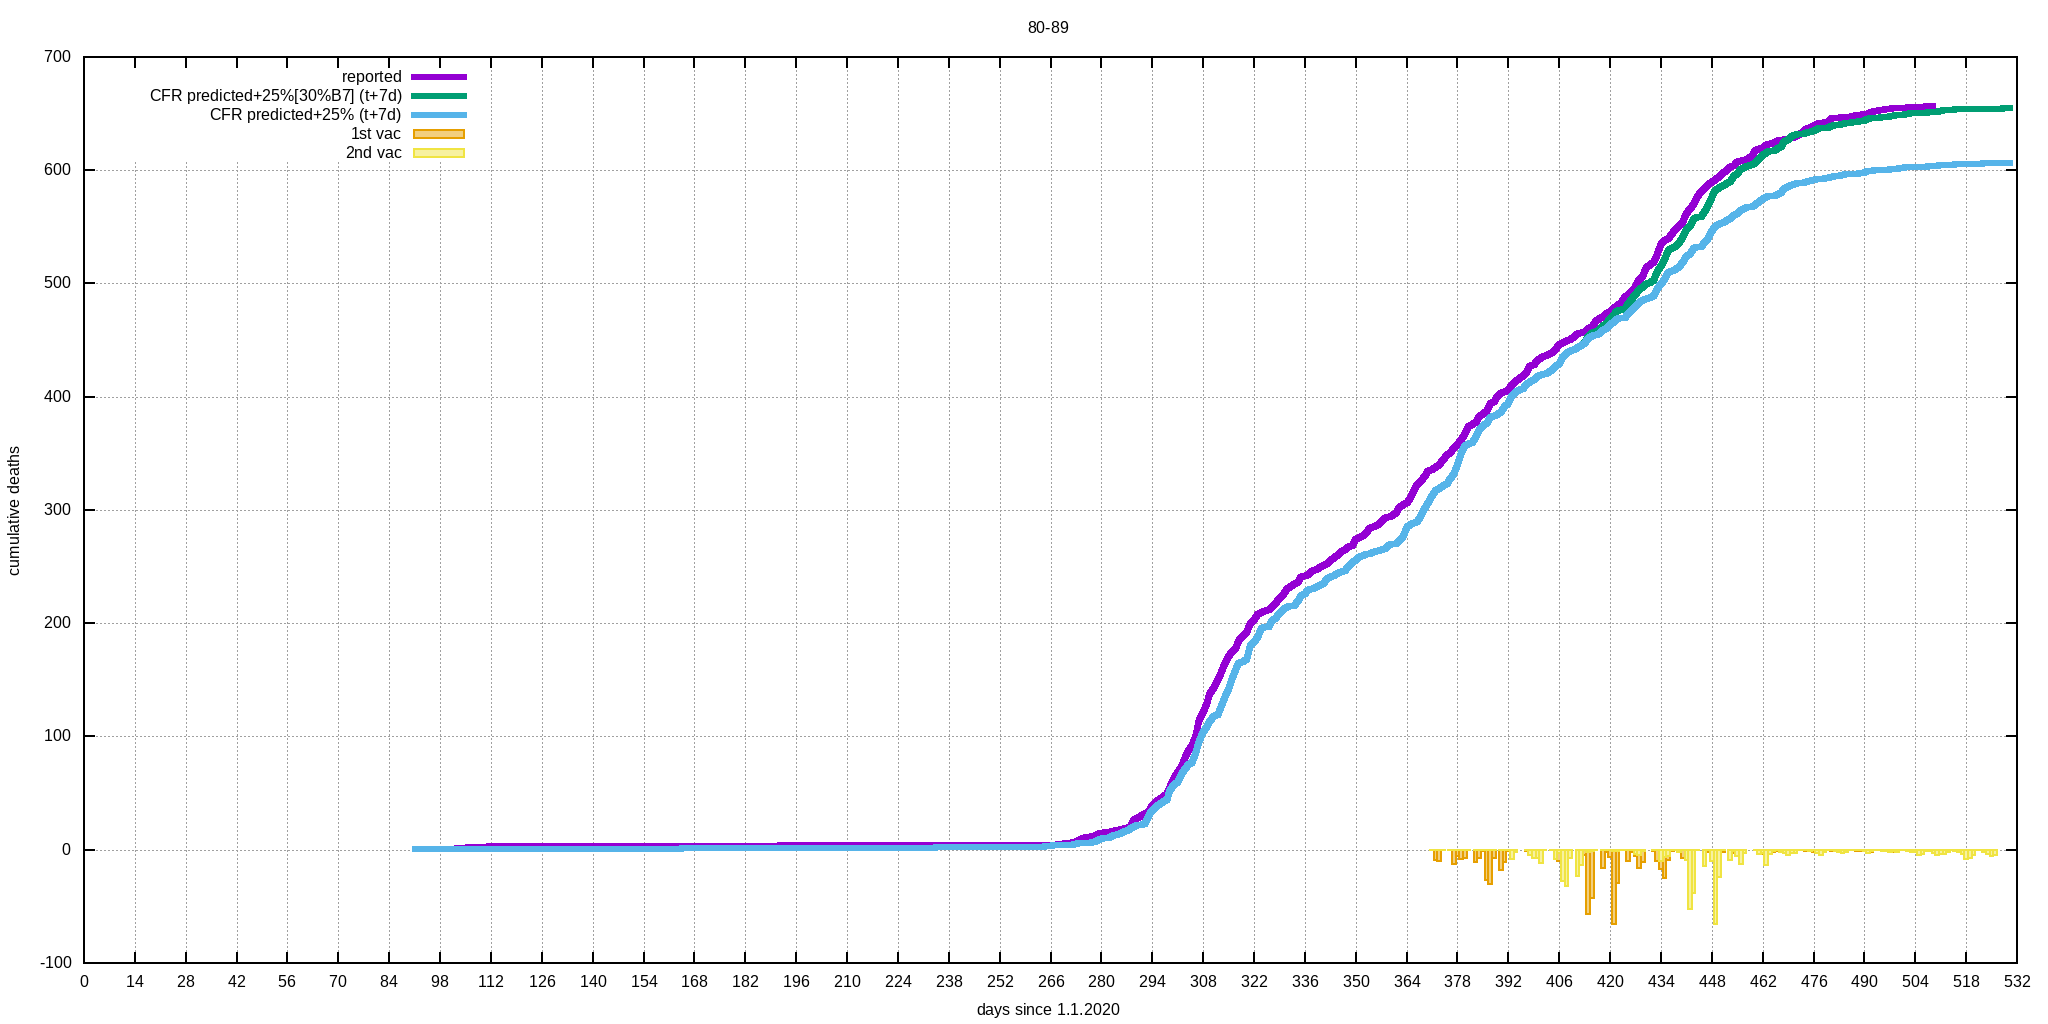 80-89
700
600
500
400
300
200
100
0
-100
cumulative deaths
reported
CFR predicted+25%[30%B7] (t+7d)
CFR predicted+25% (t+7d)
1st vac
2nd vac
0 14 28 42 56 70 84 98 112 126 140 154 168 182 196 210 224 238 252 266 280 294 308 322 336 350 364 378 392 406 420 434 448 462 476 490 504 518 532
days since 1.1.2020